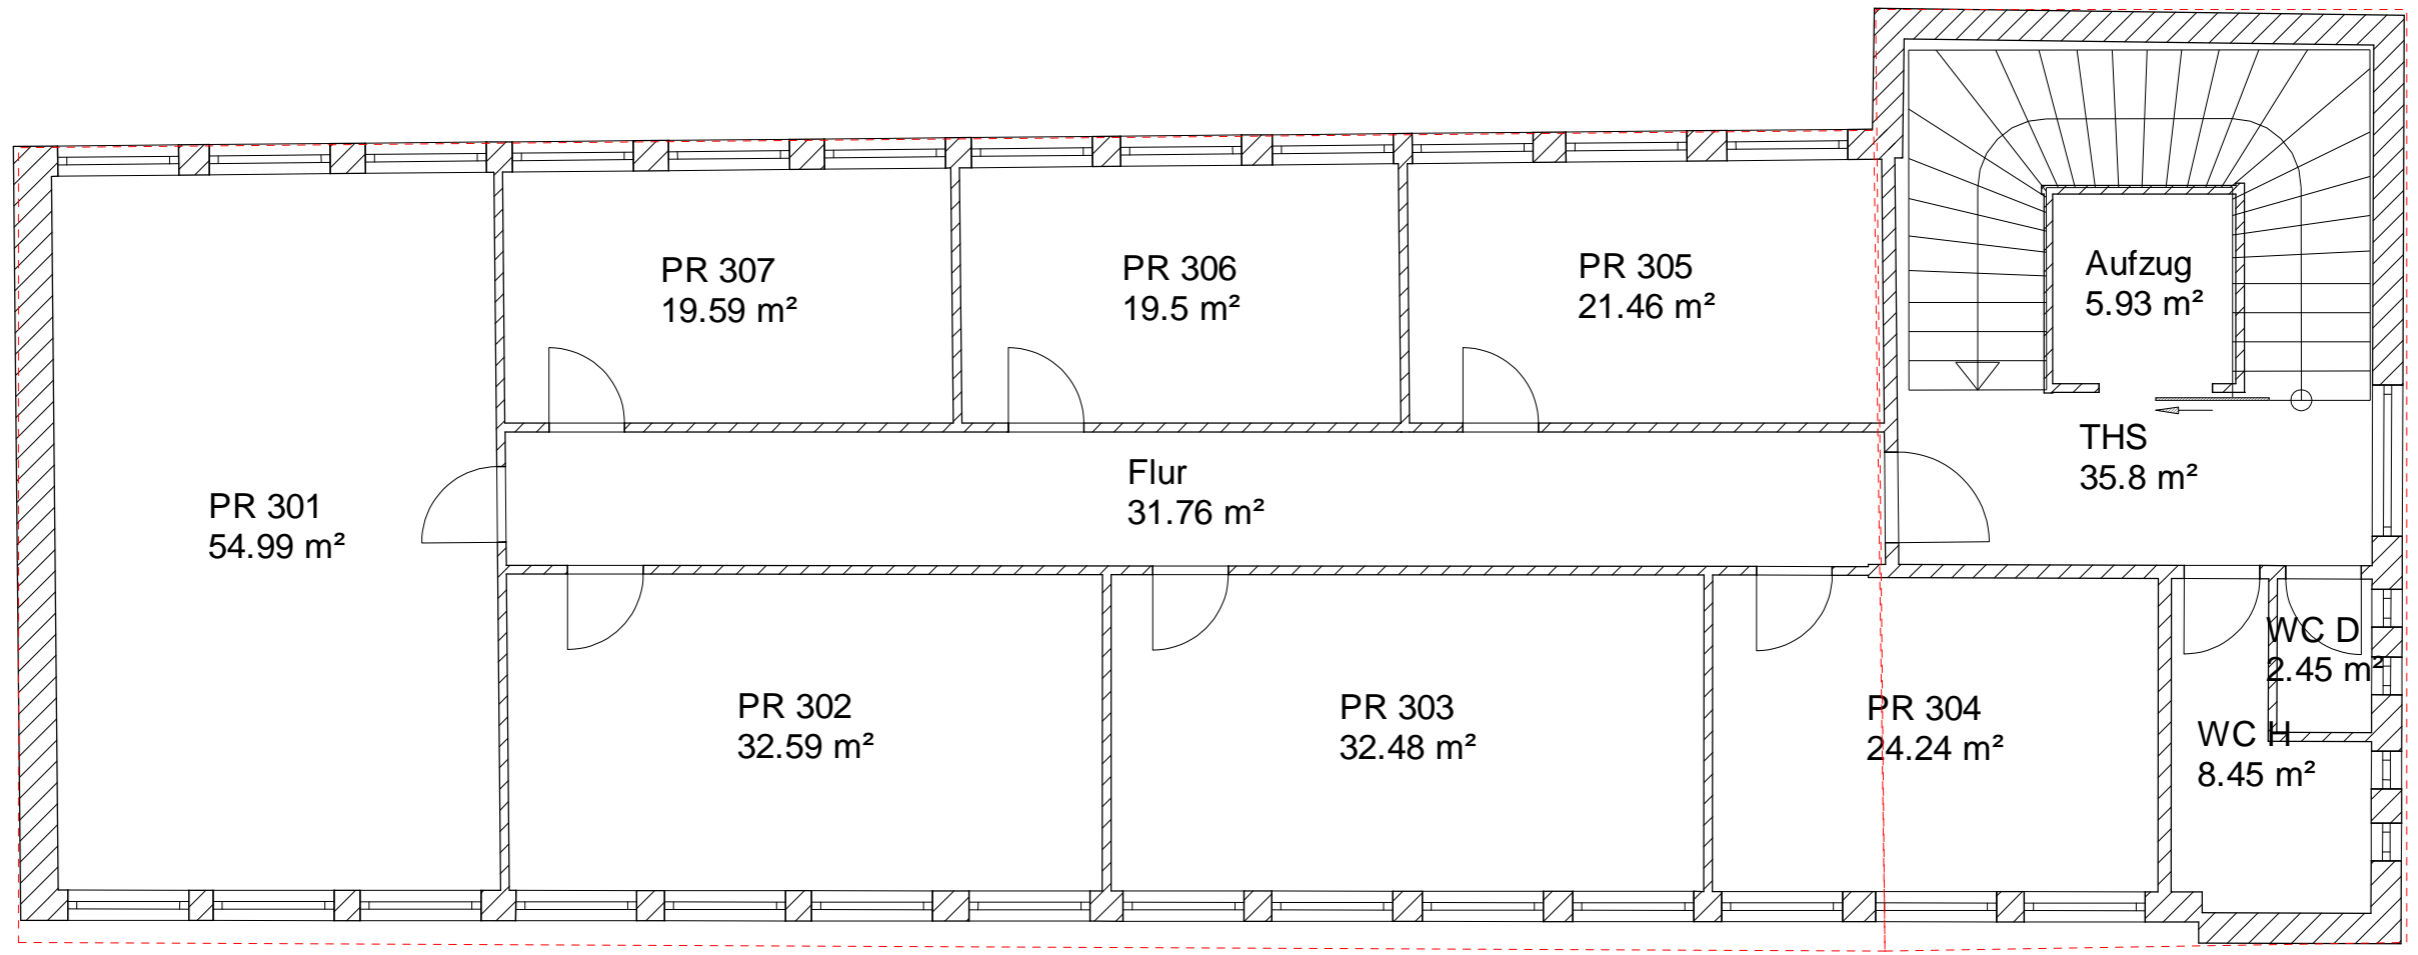 PR 307
19.59 m²
PR 306
19.5 m²
PR 305
21.46 m²
Aufzug
5.93 m²
THS
35.8 m²
Flur
31.76 m²
PR 301
54.99 m²
WC D
2.45 m²
PR 302
32.59 m²
PR 303
32.48 m²
PR 304
24.24 m²
WC H
8.45 m²